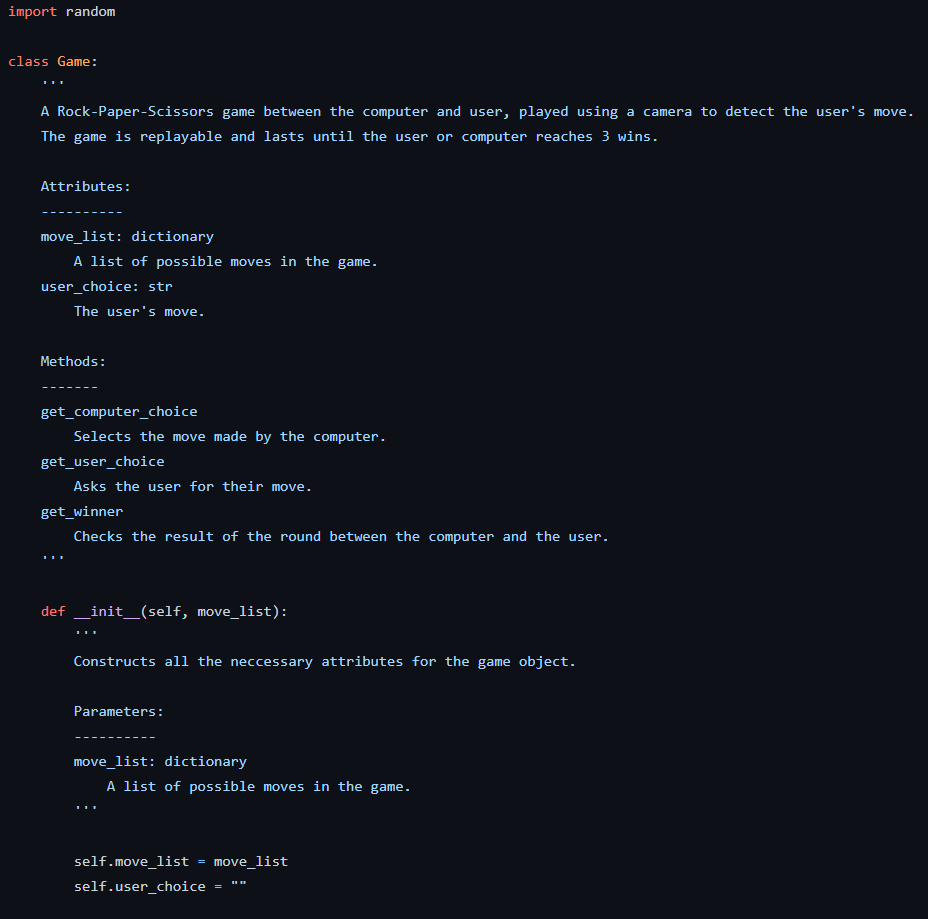 import random
class Game:
'''
A Rock-Paper-Scissors game between the computer and user, played using a camera to detect the user's move.
The game is replayable and lasts until the user or computer reaches 3 wins.
Attributes:
----------
move_list: dictionary
A list of possible moves in the game.
user_choice: str
The user's move.
Methods:
-------
get_computer_choice
Selects the move made by the computer.
get_user_choice
Asks the user for their move.
get_winner
Checks the result of the round between the computer and the user.
'''
def __init__(self, move_list):
'''
Constructs all the neccessary attributes for the game object.
Parameters:
----------
move_list: dictionary
A list of possible moves in the game.
'''
self.move_list = move_list
self.user_choice = ""